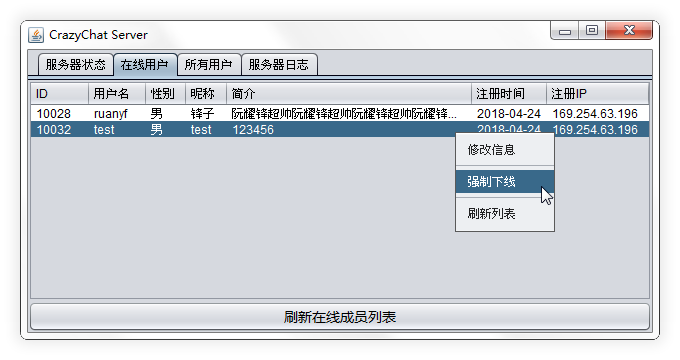 CrazyChat Server
服务器状态 在线用户 所有用户 服务器日志
ID 用户名 性别 昵称 简介 注册时间 注册IP
10028 ruanyf 男 锋子 阮耀锋超帅阮耀锋超帅阮耀锋超帅阮耀锋... 2018-04-24 169.254.63.196
10032 test 男 test 123456 2018-04-24 169.254.63.196
修改信息
强制下线
刷新列表
刷新在线成员列表